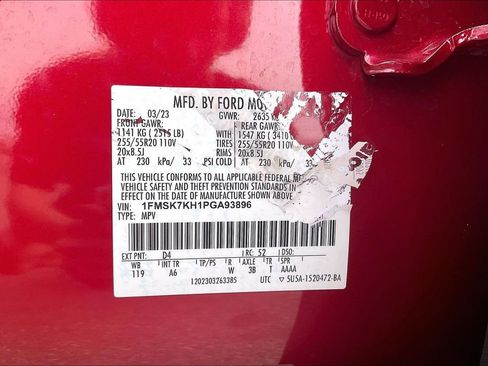 MFD. BY FORD MO
DATE: 03/23 GVWR: 2635 K
FRONT GAWR: REAR GAWR:
1141 KG (2515 LB) WITH 1547 KG (3410 L
255/55R20 110V TIRES 255/55R20 110V
20x8.5J RIMS 20x8.5J
AT 230 kPa/ 33 PSI COLD AT 230 kPa/ 33
THIS VEHICLE CONFORMS TO ALL APPLICABLE FEDERAL M
VEHICLE SAFETY AND THEFT PREVENTION STANDARDS IN
EFFECT ON THE DATE OF MANUFACTURE SHOWN ABOVE.
VIN: 1FMSK7KH1PGA93896
TYPE: MPV
EXT PNT: D4 RC: 52 DSO:
WB INT TR TP/PS R AXLE TR SPR
119 A6 W 3B T AAAA
1202303263385 UTC 5U5A-1520472-BA